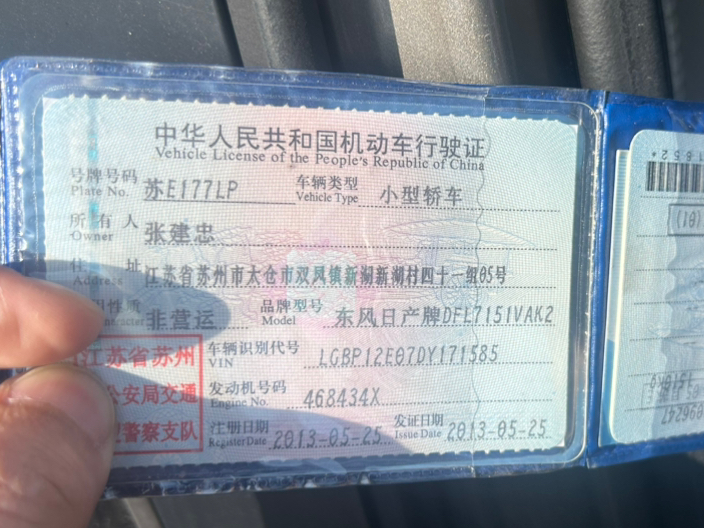 中华人民共和国机动车行驶证
Vehicle License of the People's Republic of China
号牌号码 苏E177LP 车辆类型 小型轿车
Plate No. Vehicle Type
所有人 张建忠
Owner
住址 江苏省苏州市太仓市双凤镇新湖新湖村四十一组05号
Address
性质 非营运 品牌型号 东风日产牌DFL7151VAK2
Model
江苏省苏州 车辆识别代号 LGBP12E07DY171585
VIN
公安局交通 发动机号码 468434X
Engine No.
警察支队 注册日期 2013-05-25 发证日期 2013-05-25
Register Date Issue Date